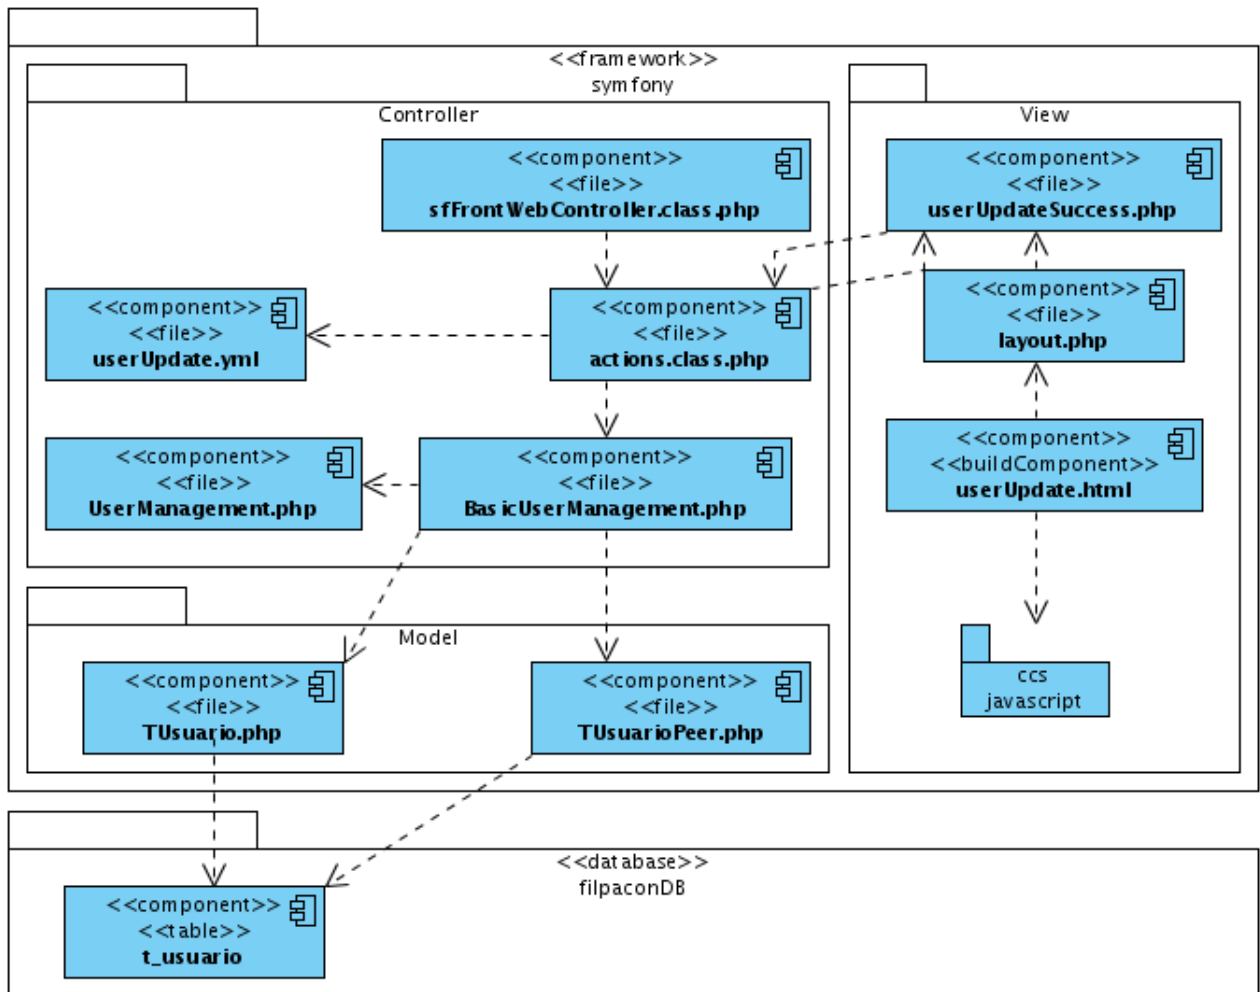 <<framework>>
symfony
Controller
<<component>>
<<file>>
sfFrontWebController.class.php
<<component>>
<<file>>
userUpdate.yml
<<component>>
<<file>>
actions.class.php
<<component>>
<<file>>
UserManagement.php
<<component>>
<<file>>
BasicUserManagement.php
View
<<component>>
<<file>>
userUpdateSuccess.php
<<component>>
<<file>>
layout.php
<<component>>
<<buildComponent>>
userUpdate.html
ccs
javascript
Model
<<component>>
<<file>>
TUsuario.php
<<component>>
<<file>>
TUsuarioPeer.php
<<database>>
filpaconDB
<<component>>
<<table>>
t_usuario